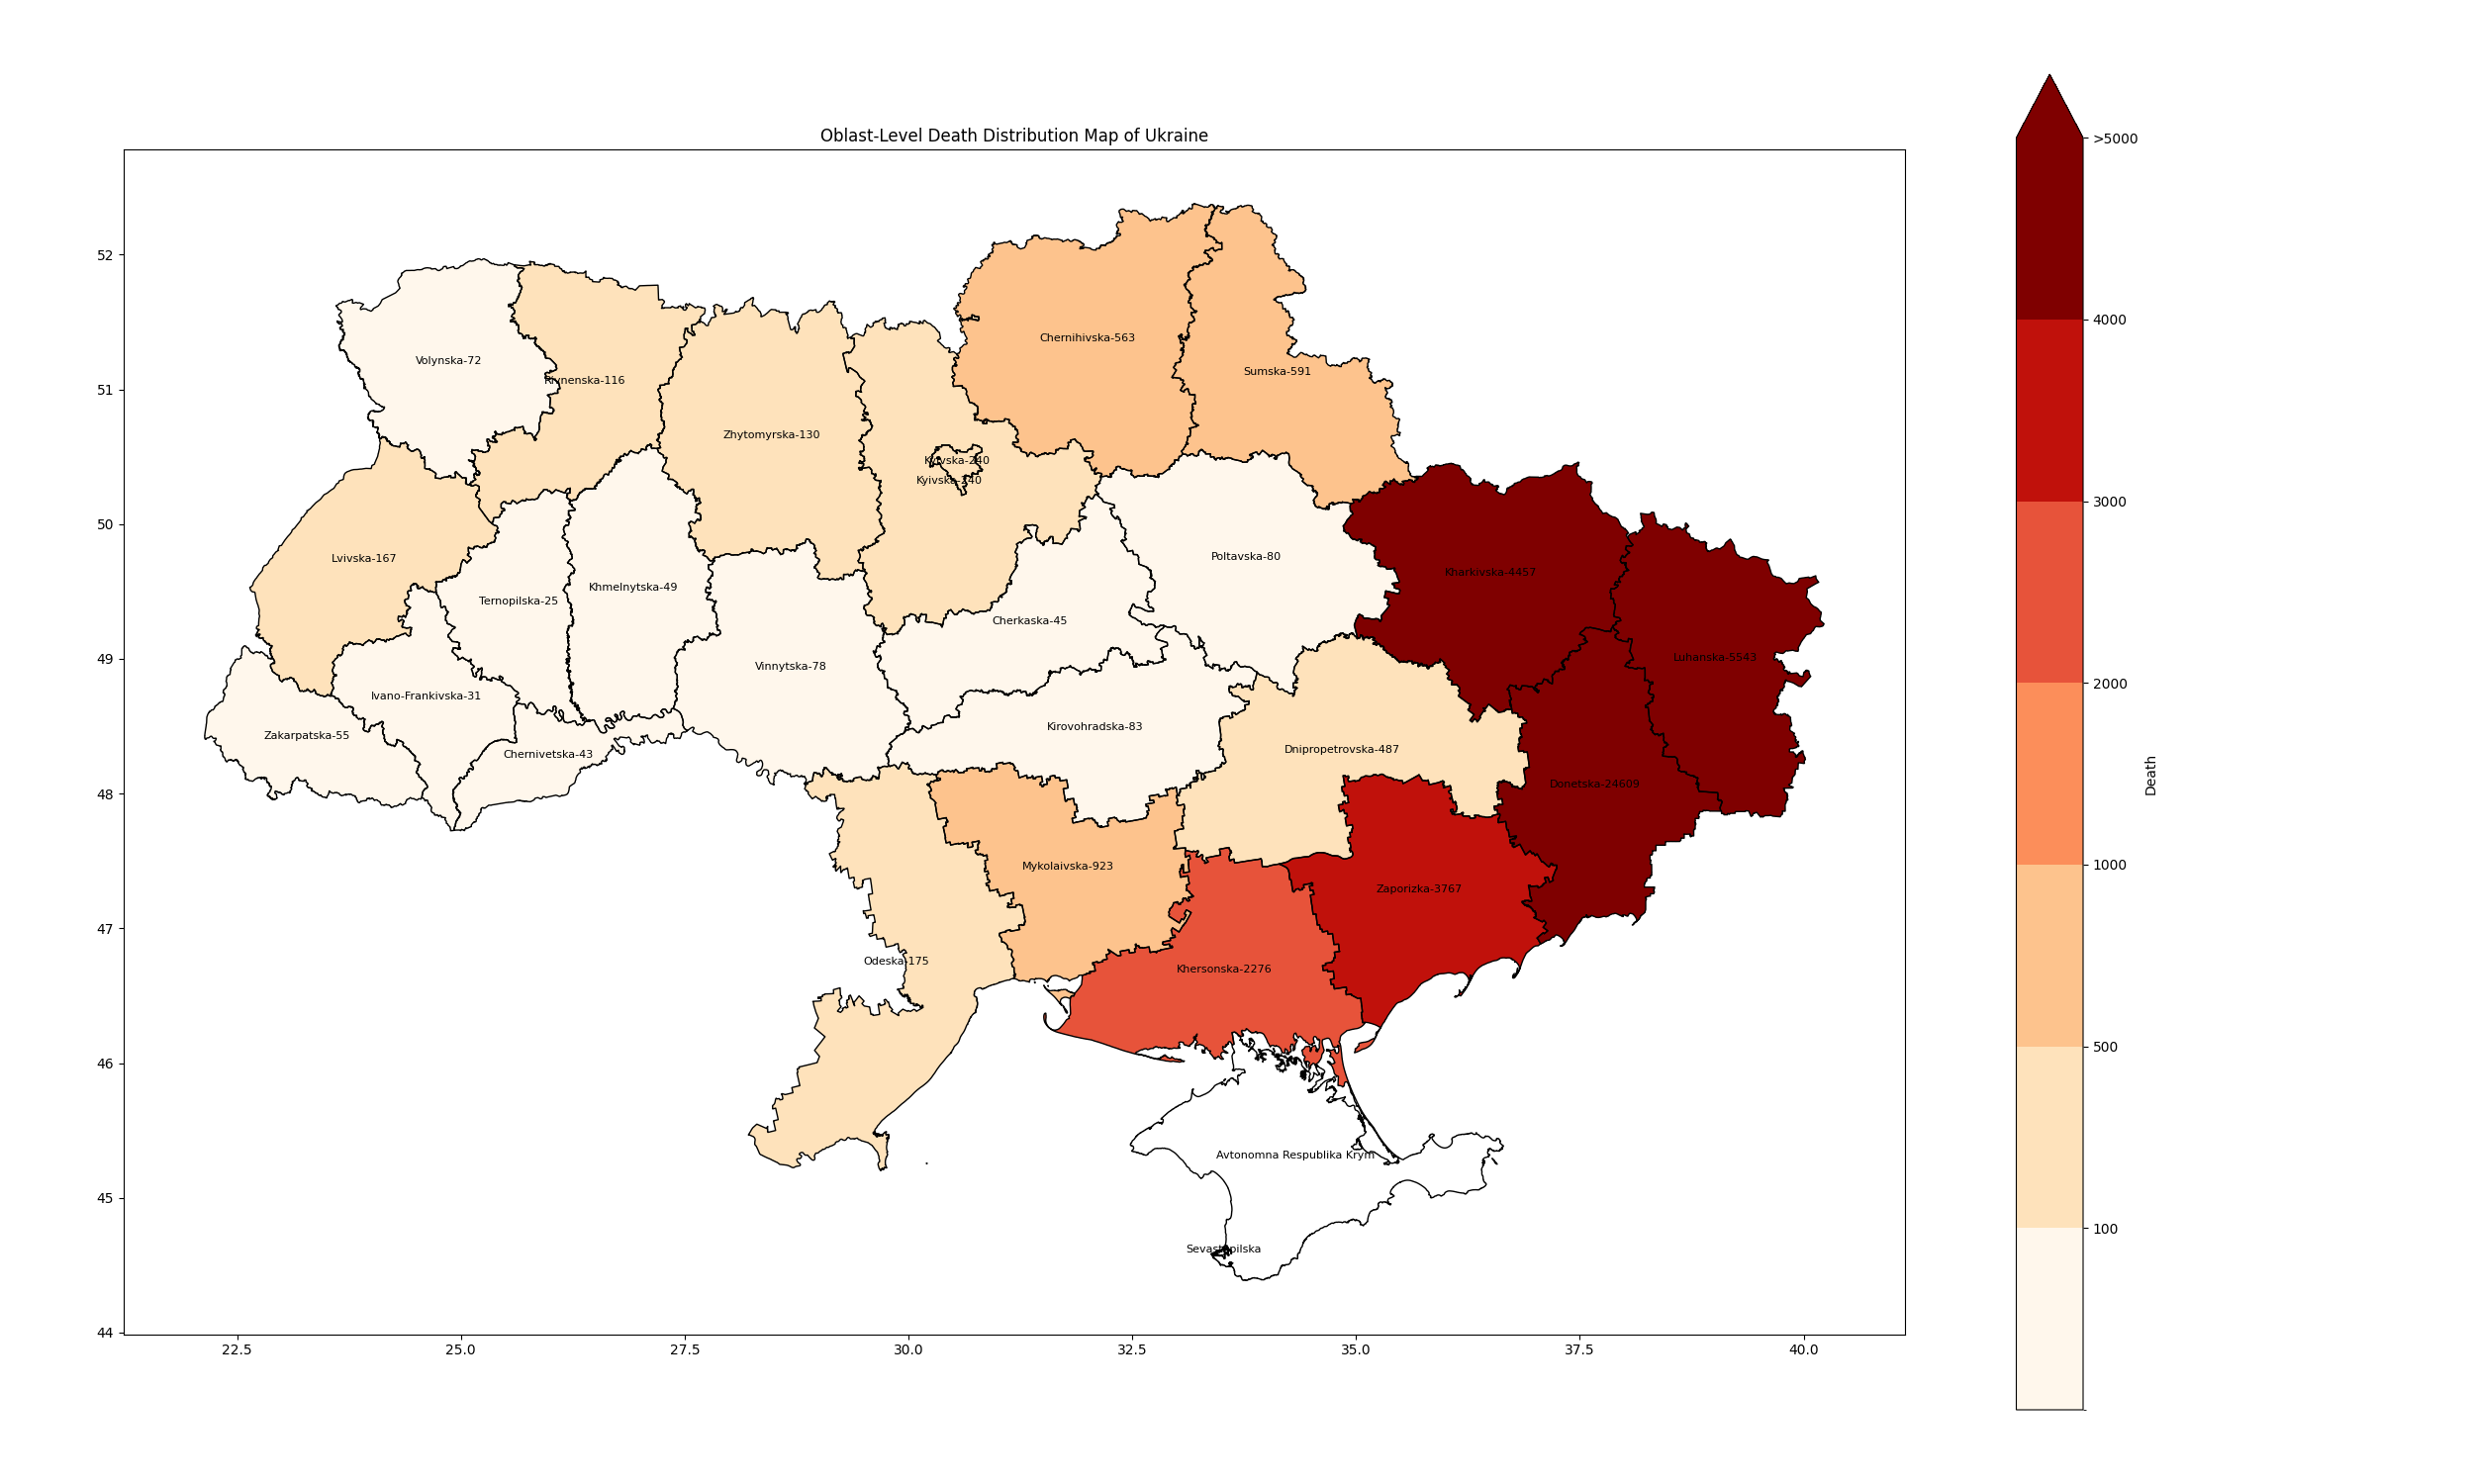 Oblast-Level Death Distribution Map of Ukraine
52
51
50
49
48
47
46
45
44
22.5
25.0
27.5
30.0
32.5
35.0
37.5
40.0
Chernihivska-563
Volynska-72
Sumska-591
Rivnenska-116
Zhytomyrska-130
Kyivska-240
Kyivska-240
Poltavska-80
Lvivska-167
Kharkivska-4457
Khmelnytska-49
Ternopilska-25
Cherkaska-45
Luhanska-5543
Vinnytska-78
Ivano-Frankivska-31
Kirovohradska-83
Zakarpatska-55
Dnipropetrovska-487
Chernivetska-43
Donetska-24609
Mykolaivska-923
Zaporizka-3767
Odeska-175
Khersonska-2276
Avtonomna Respublika Krym
Sevastopilska
>5000
4000
3000
2000
1000
500
100
Death